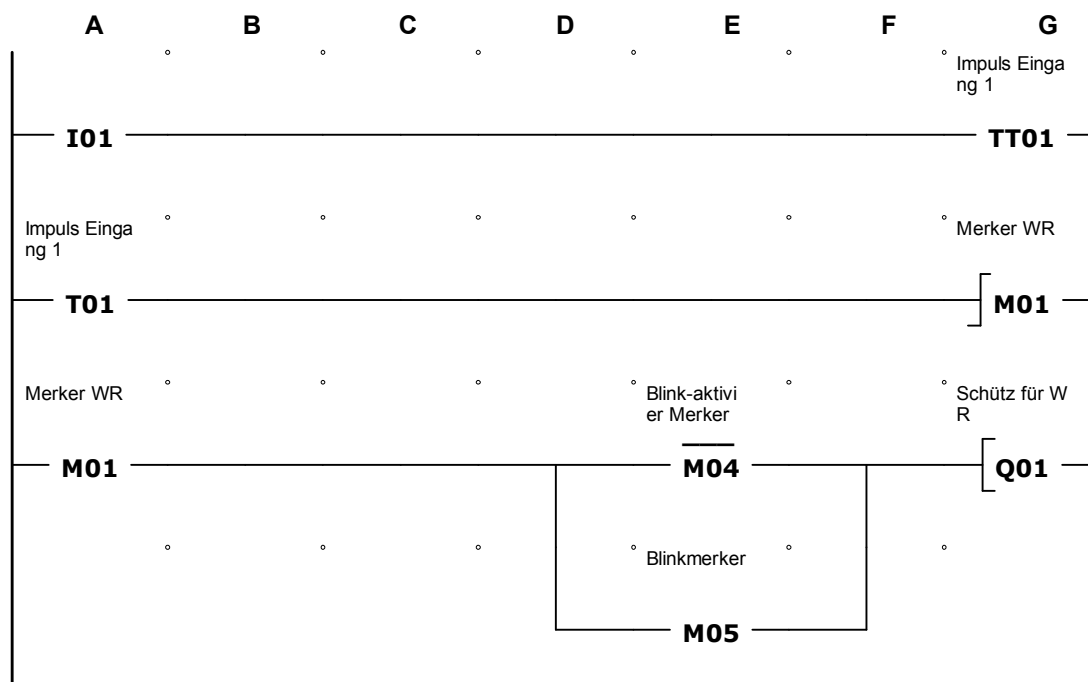 A B C D E F G
Impuls Einga
ng 1
I01 TT01
Impuls Einga
ng 1
Merker WR
T01 M01
Merker WR
Blink-aktivi
er Merker
Schütz für W
R
M01 M04 Q01
Blinkmerker
M05